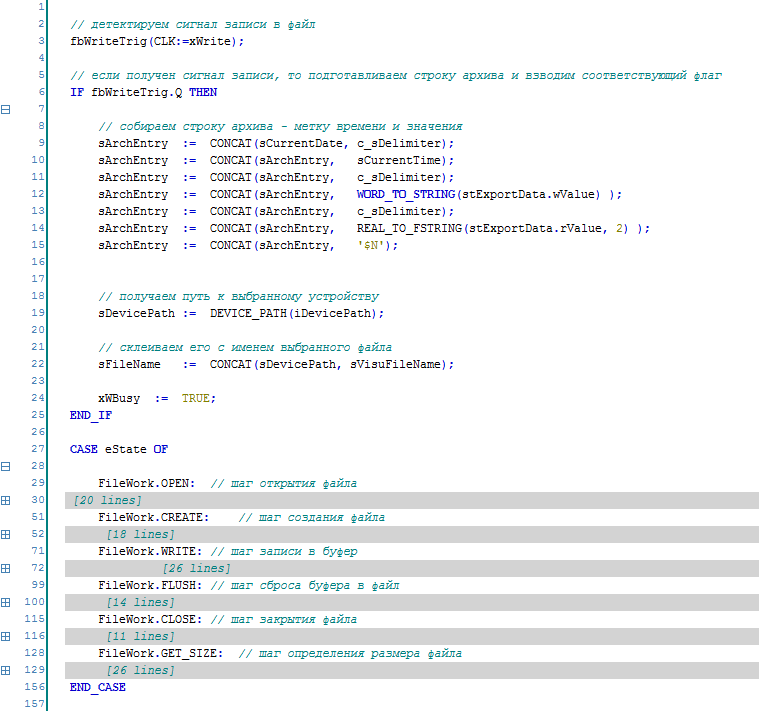 1
2 // детектируем сигнал записи в файл
3 fbWriteTrig(CLK:=xWrite);
4
5 // если получен сигнал записи, то подготавливаем строку архива и взводим соответствующий флаг
6 IF fbWriteTrig.Q THEN
7
8 // собираем строку архива - метку времени и значения
9 sArchEntry := CONCAT(sCurrentDate, c_sDelimiter);
10 sArchEntry := CONCAT(sArchEntry, sCurrentTime);
11 sArchEntry := CONCAT(sArchEntry, c_sDelimiter);
12 sArchEntry := CONCAT(sArchEntry, WORD_TO_STRING(stExportData.wValue) );
13 sArchEntry := CONCAT(sArchEntry, c_sDelimiter);
14 sArchEntry := CONCAT(sArchEntry, REAL_TO_FSTRING(stExportData.rValue, 2) );
15 sArchEntry := CONCAT(sArchEntry, '$N');
16
17
18 // получаем путь к выбранному устройству
19 sDevicePath := DEVICE_PATH(iDevicePath);
20
21 // склеиваем его с именем выбранного файла
22 sFileName := CONCAT(sDevicePath, sVisuFileName);
23
24 xWBusy := TRUE;
25 END_IF
26
27 CASE eState OF
28
29 FileWork.OPEN: // шаг открытия файла
30 [20 lines]
51 FileWork.CREATE: // шаг создания файла
52 [18 lines]
71 FileWork.WRITE: // шаг записи в буфер
72 [26 lines]
99 FileWork.FLUSH: // шаг сброса буфера в файл
100 [14 lines]
115 FileWork.CLOSE: // шаг закрытия файла
116 [11 lines]
128 FileWork.GET_SIZE: // шаг определения размера файла
129 [26 lines]
156 END_CASE
157